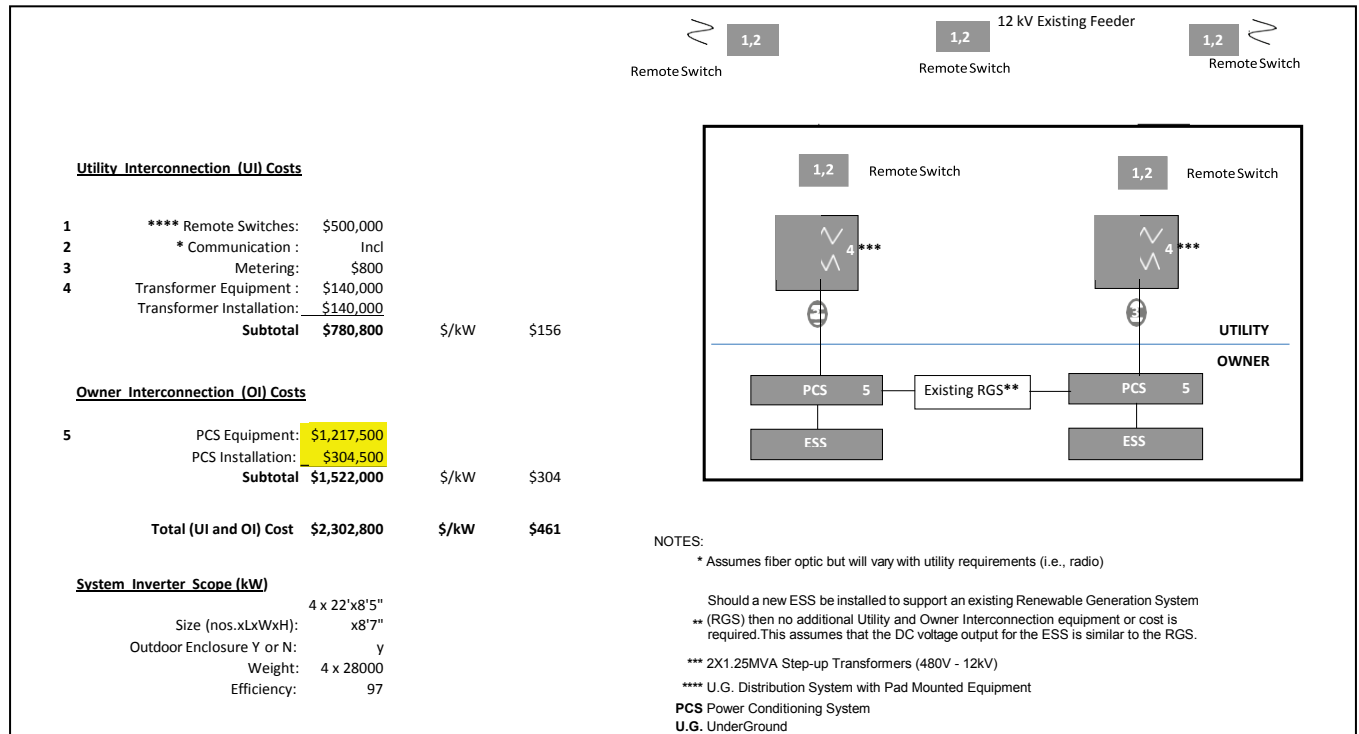 12 kV Existing Feeder
1,2 1,2 1,2
Remote Switch Remote Switch Remote Switch
Utility Interconnection (UI) Costs
1 **** Remote Switches: $500,000
2 * Communication : Incl
3 Metering: $800
4 Transformer Equipment : $140,000
Transformer Installation: $140,000
Subtotal $780,800 $/kW $156
Owner Interconnection (OI) Costs
5 PCS Equipment: $1,217,500
PCS Installation: $304,500
Subtotal $1,522,000 $/kW $304
Total (UI and OI) Cost $2,302,800 $/kW $461
System Inverter Scope (kW)
4 x 22'x8'5"
Size (nos.xLxWxH): x8'7"
Outdoor Enclosure Y or N: y
Weight: 4 x 28000
Efficiency: 97
1,2 Remote Switch 1,2 Remote Switch
4 *** 4 ***
3
UTILITY
OWNER
PCS 5 Existing RGS** PCS 5
ESS ESS
NOTES:
* Assumes fiber optic but will vary with utility requirements (i.e., radio)
Should a new ESS be installed to support an existing Renewable Generation System
** (RGS) then no additional Utility and Owner Interconnection equipment or cost is
required.This assumes that the DC voltage output for the ESS is similar to the RGS.
*** 2X1.25MVA Step-up Transformers (480V - 12kV)
**** U.G. Distribution System with Pad Mounted Equipment
PCS Power Conditioning System
U.G. UnderGround